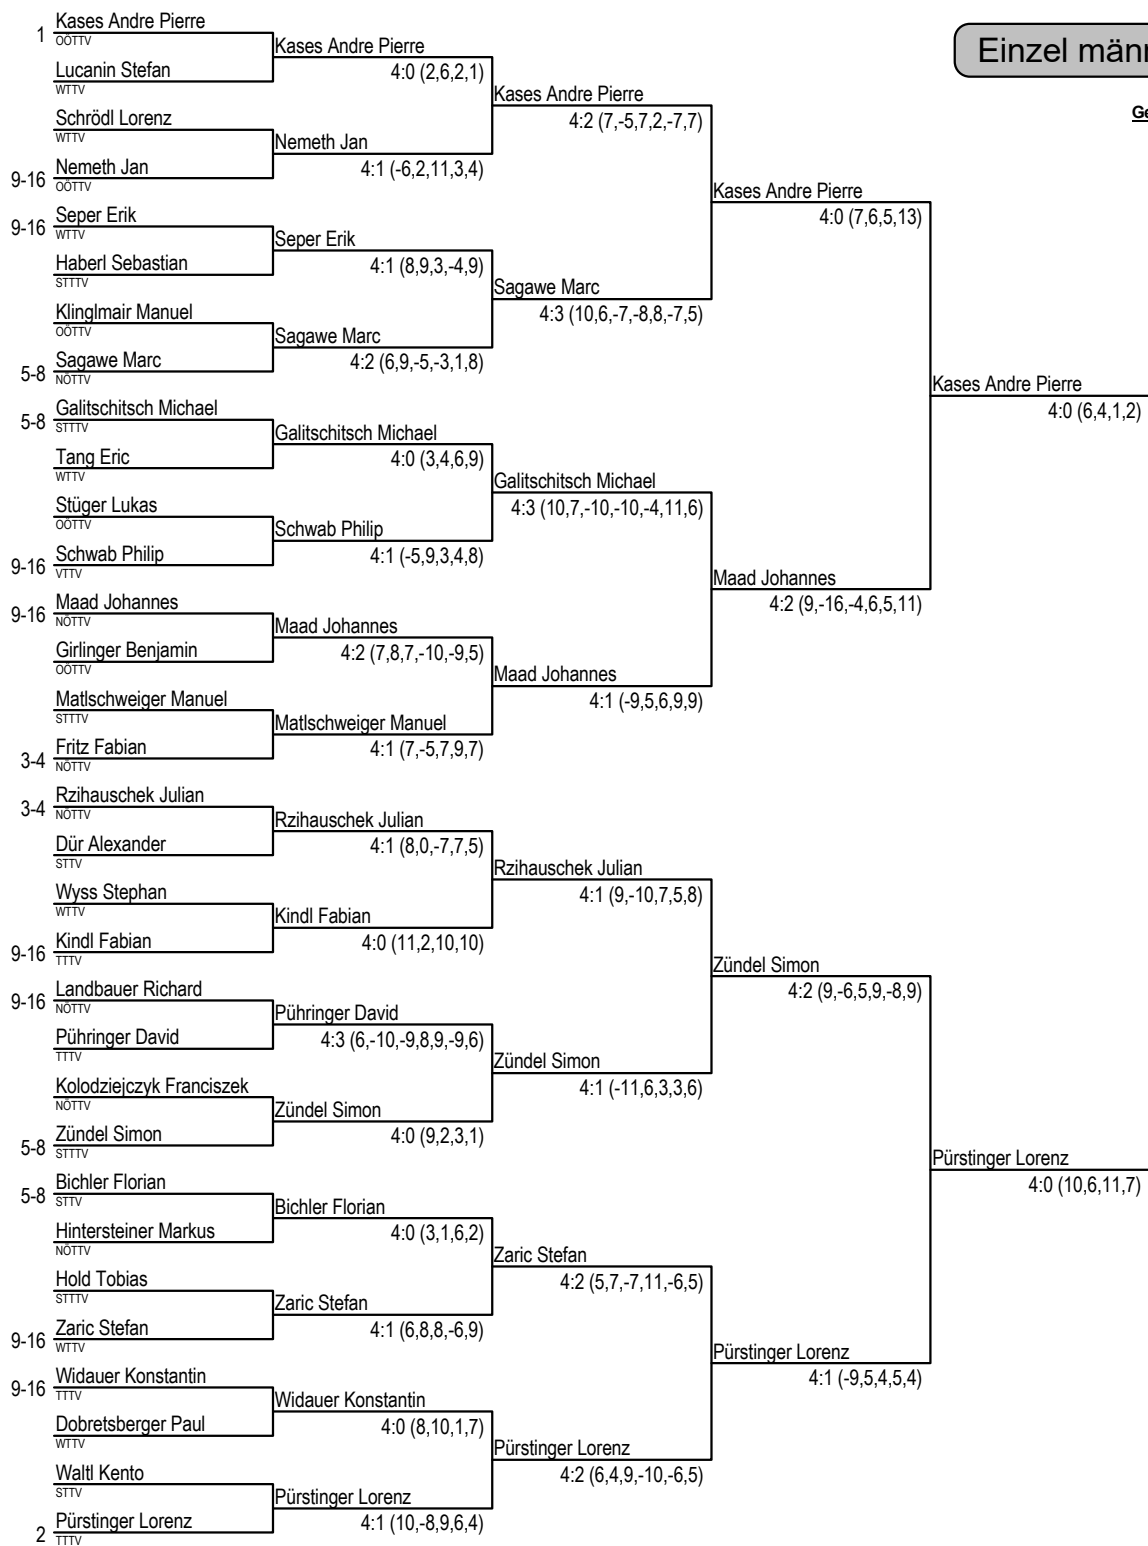 Einzel männ
Ge
1 Kases Andre Pierre
OÖTTV
Kases Andre Pierre
Lucanin Stefan
WTTV
4:0 (2,6,2,1)
Kases Andre Pierre
4:2 (7,-5,7,2,-7,7)
Schrödl Lorenz
WTTV
Nemeth Jan
9-16 Nemeth Jan
OÖTTV
4:1 (-6,2,11,3,4)
Kases Andre Pierre
4:0 (7,6,5,13)
9-16 Seper Erik
WTTV
Seper Erik
Haberl Sebastian
STTTV
4:1 (8,9,3,-4,9)
Sagawe Marc
4:3 (10,6,-7,-8,8,-7,5)
Klinglmair Manuel
OÖTTV
Sagawe Marc
5-8 Sagawe Marc
NÖTTV
4:2 (6,9,-5,-3,1,8)
Kases Andre Pierre
4:0 (6,4,1,2)
5-8 Galitschitsch Michael
STTTV
Galitschitsch Michael
Tang Eric
WTTV
4:0 (3,4,6,9)
Galitschitsch Michael
4:3 (10,7,-10,-10,-4,11,6)
Stüger Lukas
OÖTTV
Schwab Philip
9-16 Schwab Philip
VTTV
4:1 (-5,9,3,4,8)
Maad Johannes
4:2 (9,-16,-4,6,5,11)
9-16 Maad Johannes
NÖTTV
Maad Johannes
Girlinger Benjamin
OÖTTV
4:2 (7,8,7,-10,-9,5)
Maad Johannes
4:1 (-9,5,6,9,9)
Matlschweiger Manuel
STTTV
Matlschweiger Manuel
3-4 Fritz Fabian
NÖTTV
4:1 (7,-5,7,9,7)
3-4 Rzihauschek Julian
NÖTTV
Rzihauschek Julian
Dür Alexander
STTV
4:1 (8,0,-7,7,5)
Rzihauschek Julian
4:1 (9,-10,7,5,8)
Wyss Stephan
WTTV
Kindl Fabian
9-16 Kindl Fabian
TTTV
4:0 (11,2,10,10)
Zündel Simon
4:2 (9,-6,5,9,-8,9)
9-16 Landbauer Richard
NÖTTV
Pühringer David
Pühringer David
TTTV
4:3 (6,-10,-9,8,9,-9,6)
Zündel Simon
4:1 (-11,6,3,3,6)
Kolodziejczyk Franciszek
NÖTTV
Zündel Simon
5-8 Zündel Simon
STTTV
4:0 (9,2,3,1)
Pürstinger Lorenz
4:0 (10,6,11,7)
5-8 Bichler Florian
STTV
Bichler Florian
Hintersteiner Markus
NÖTTV
4:0 (3,1,6,2)
Zaric Stefan
4:2 (5,7,-7,11,-6,5)
Hold Tobias
STTTV
Zaric Stefan
9-16 Zaric Stefan
WTTV
4:1 (6,8,8,-6,9)
Pürstinger Lorenz
4:1 (-9,5,4,5,4)
9-16 Widauer Konstantin
TTTV
Widauer Konstantin
Dobretsberger Paul
WTTV
4:0 (8,10,1,7)
Pürstinger Lorenz
4:2 (6,4,9,-10,-6,5)
Waltl Kento
STTV
Pürstinger Lorenz
2 Pürstinger Lorenz
TTTV
4:1 (10,-8,9,6,4)